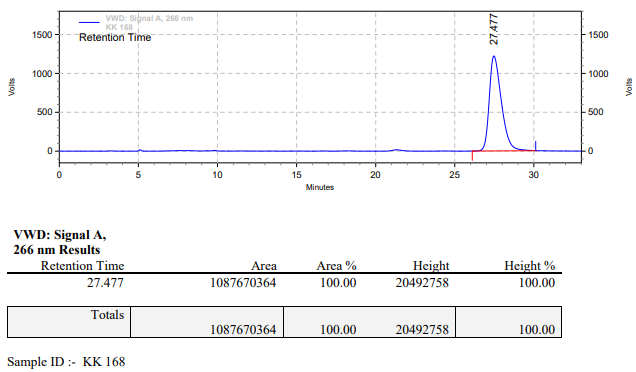 VWD: Signal A, 266 nm
KK 168
Retention Time
27.477
1500 1500
1000 1000
500 500
0 0
Volts Volts
0 5 10 15 20 25 30
Minutes
VWD: Signal A,
266 nm Results
Retention Time Area Area % Height Height %
27.477 1087670364 100.00 20492758 100.00
Totals
1087670364 100.00 20492758 100.00
Sample ID :- KK 168